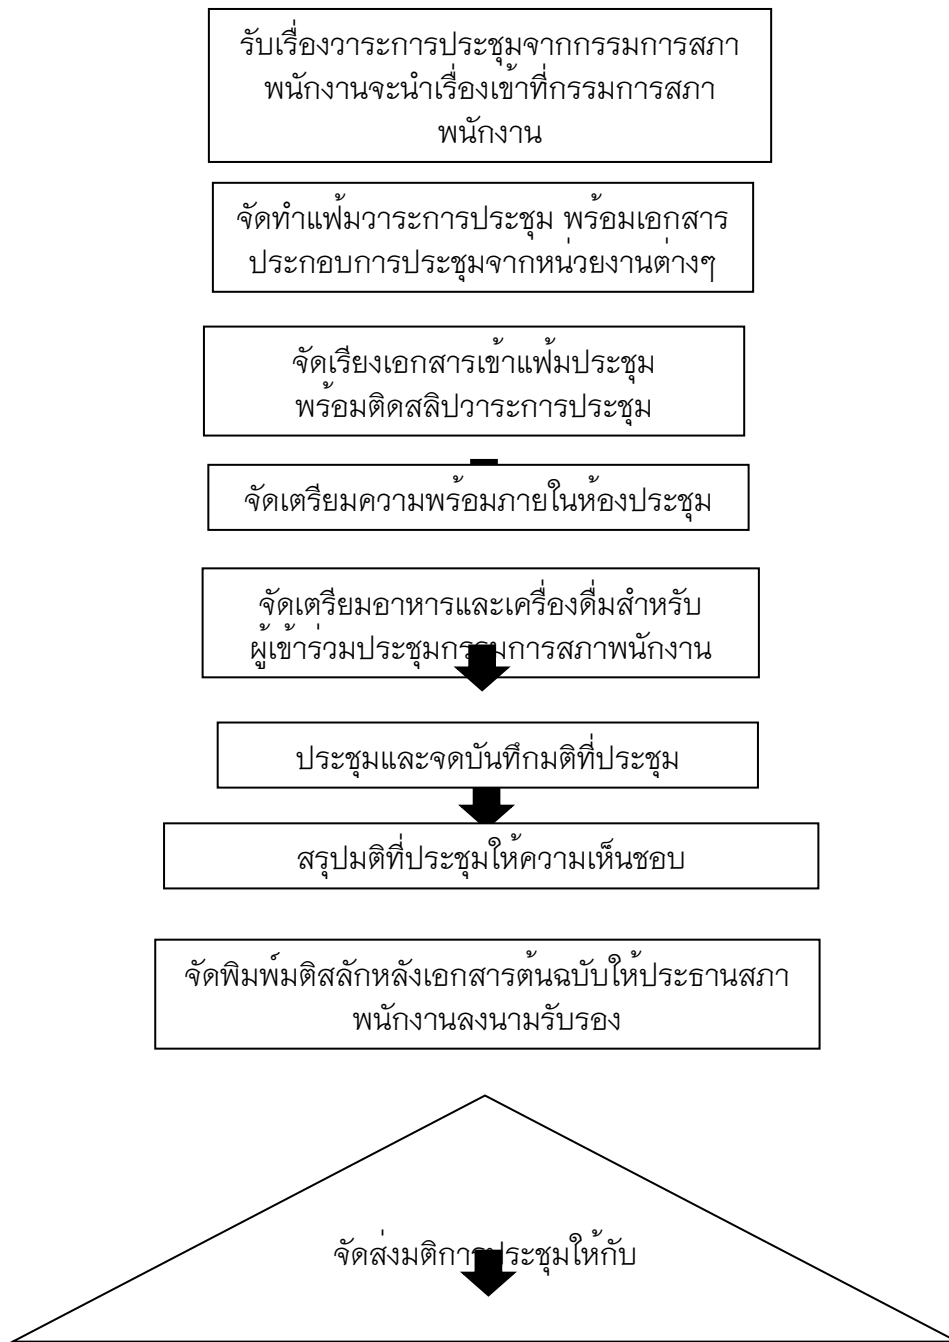 รับเรื่องวาระการประชุมจากกรรมการสภา
พนักงานจะนำเรื่องเข้าที่กรรมการสภา
พนักงาน
จัดทำแฟ้มวาระการประชุม พร้อมเอกสาร
ประกอบการประชุมจากหน่วยงานต่างๆ
จัดเรียงเอกสารเข้าแฟ้มประชุม
พร้อมติดสลิปวาระการประชุม
จัดเตรียมความพร้อมภายในห้องประชุม
จัดเตรียมอาหารและเครื่องดื่มสำหรับ
ผู้เข้าร่วมประชุมกรรมการสภาพนักงาน
ประชุมและจดบันทึกมติที่ประชุม
สรุปมติที่ประชุมให้ความเห็นชอบ
จัดพิมพ์มติสลักหลังเอกสารต้นฉบับให้ประธานสภา
พนักงานลงนามรับรอง
จัดส่งมติการประชุมให้กับ